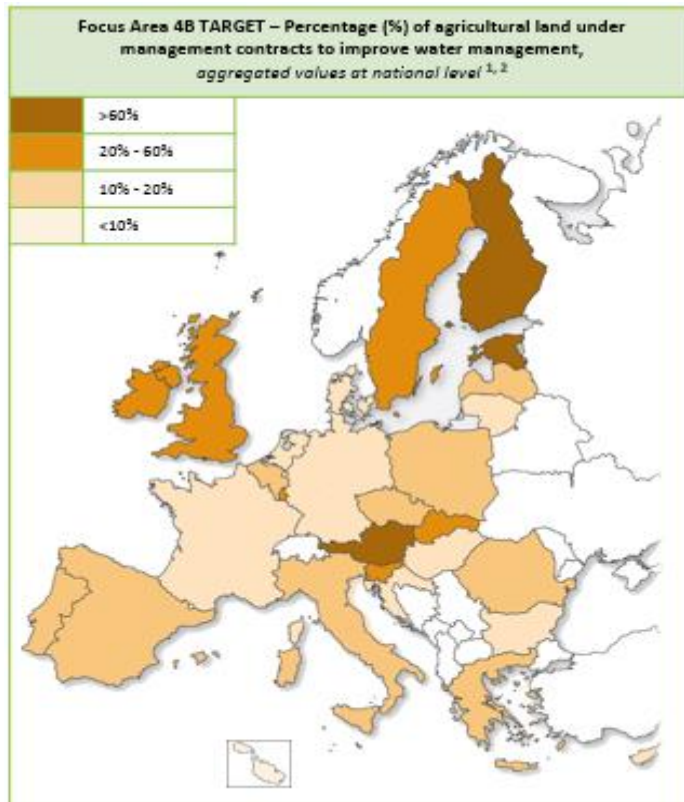 Focus Area 4B TARGET – Percentage (%) of agricultural land under
management contracts to improve water management,
aggregated values at national level 1, 2
>60%
20% - 60%
10% - 20%
<10%